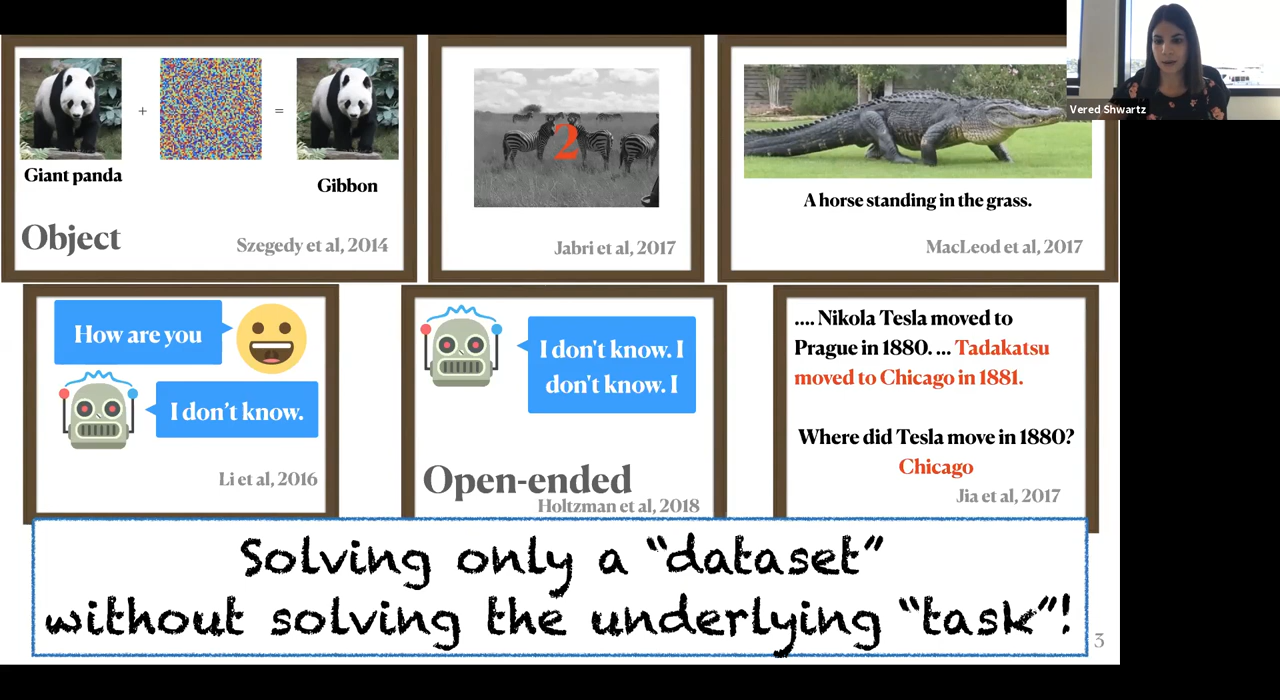 Vered Shwartz
Giant panda
+
=
Gibbon
Object
Szegedy et al, 2014
2
Jabri et al, 2017
A horse standing in the grass.
MacLeod et al, 2017
How are you
I don’t know.
Li et al, 2016
I don't know. I
don't know. I
Open-ended
Holtzman et al, 2018
.... Nikola Tesla moved to
Prague in 1880. ... Tadakatsu
moved to Chicago in 1881.
Where did Tesla move in 1880?
Chicago
Jia et al, 2017
Solving only a “dataset”
without solving the underlying “task”!
3